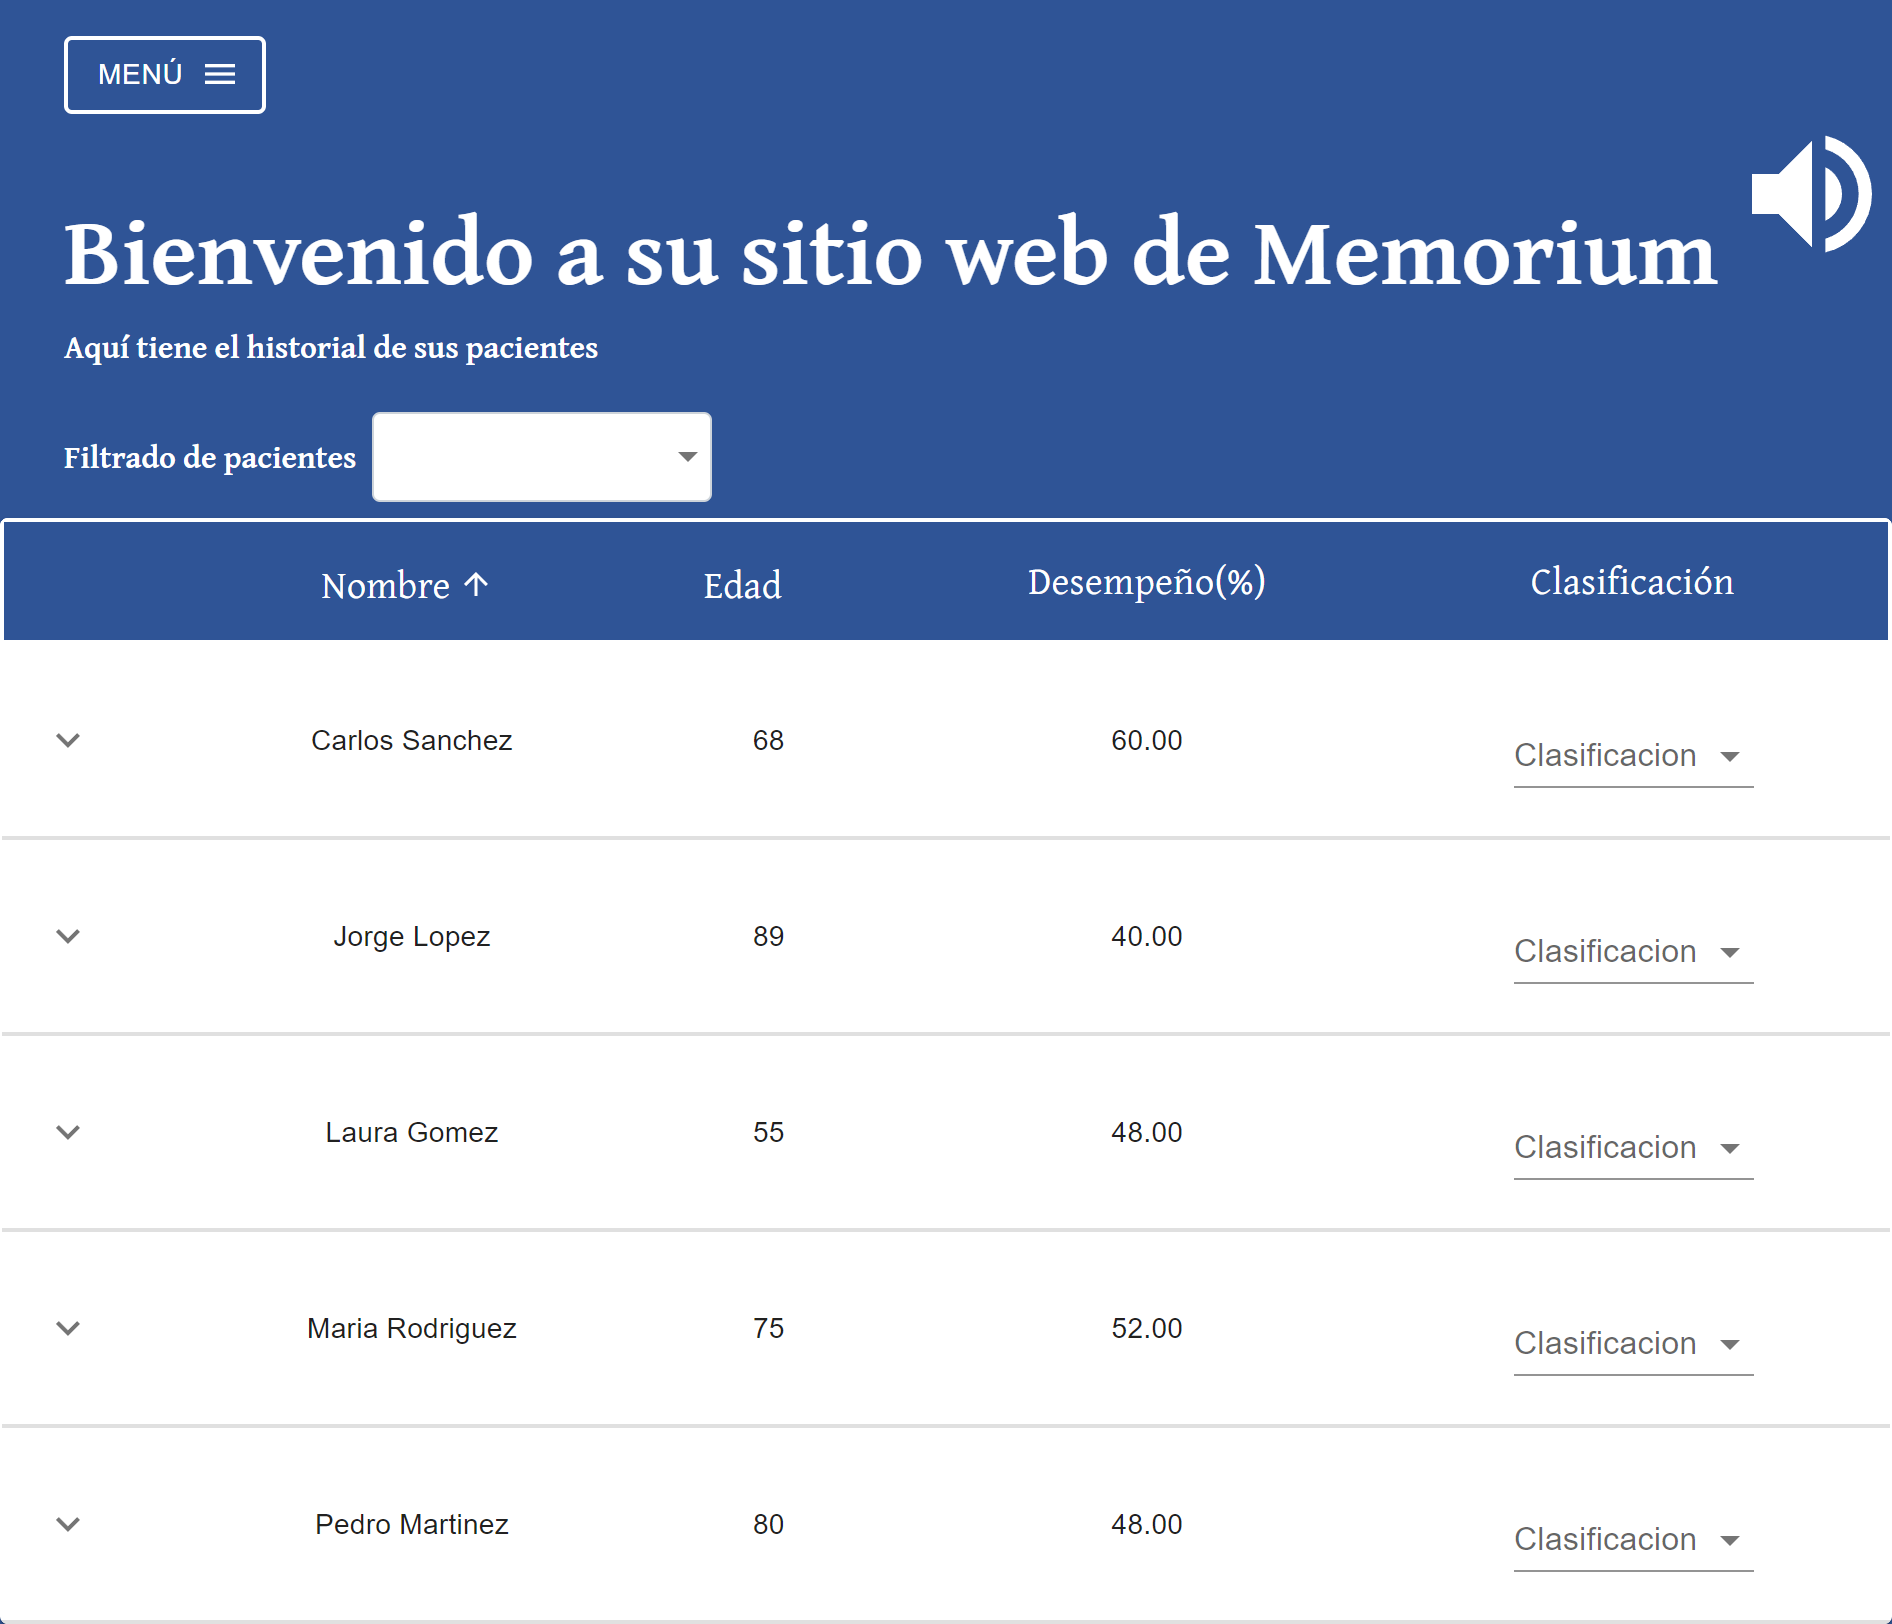 MENÚ
Bienvenido a su sitio web de Memorium
Aquí tiene el historial de sus pacientes
Filtrado de pacientes
Nombre Edad Desempeño(%) Clasificación
Carlos Sanchez 68 60.00 Clasificacion
Jorge Lopez 89 40.00 Clasificacion
Laura Gomez 55 48.00 Clasificacion
Maria Rodriguez 75 52.00 Clasificacion
Pedro Martinez 80 48.00 Clasificacion